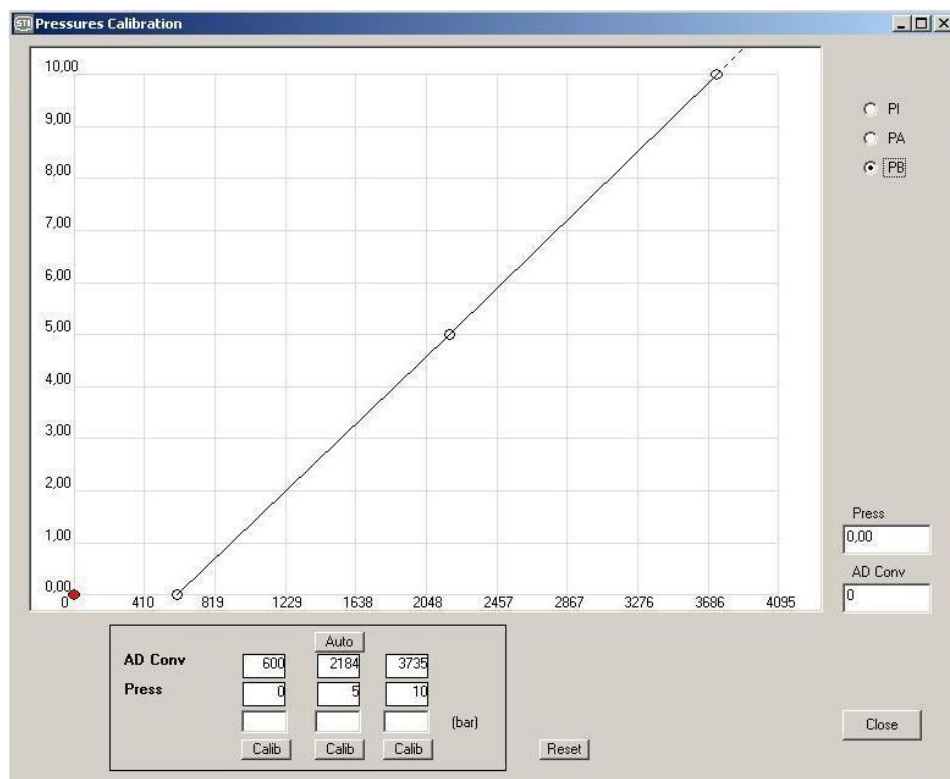 STI Pressures Calibration
10,00
9,00
8,00
7,00
6,00
5,00
4,00
3,00
2,00
1,00
0,00
0 410 819 1229 1638 2048 2457 2867 3276 3686 4095
PI
PA
PB
Press
0,00
AD Conv
0
Auto
AD Conv 600 2184 3735
Press 0 5 10
(bar)
Calib Calib Calib
Reset
Close